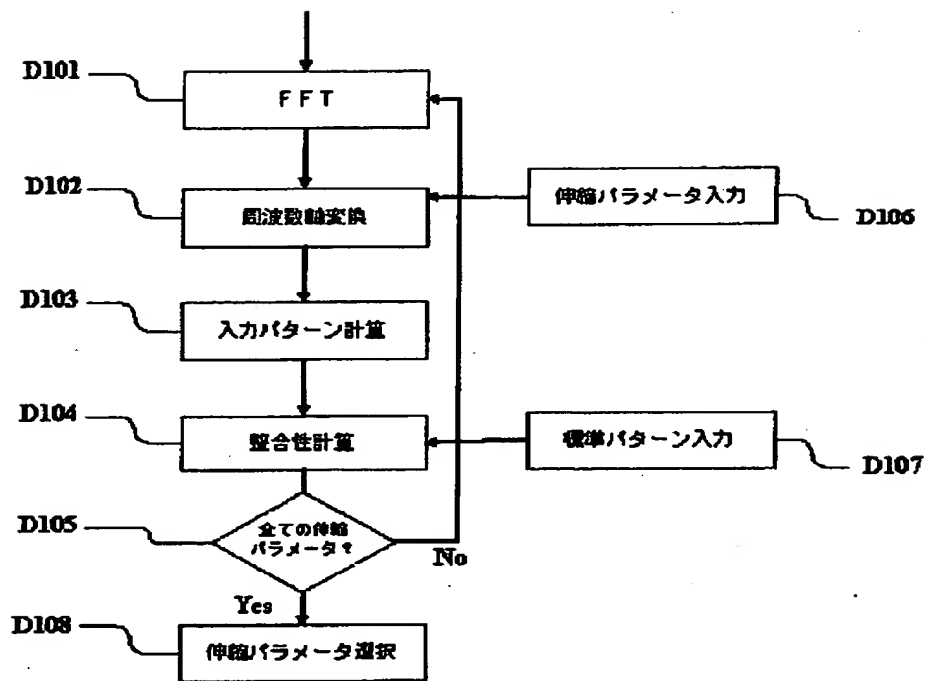 D101
FFT
D102
周波数軸変換
伸縮パラメータ入力
D106
D103
入力パターン計算
D104
整合性計算
標準パターン入力
D107
D105
全ての伸縮
パラメータ?
No
Yes
D108
伸縮パラメータ選択